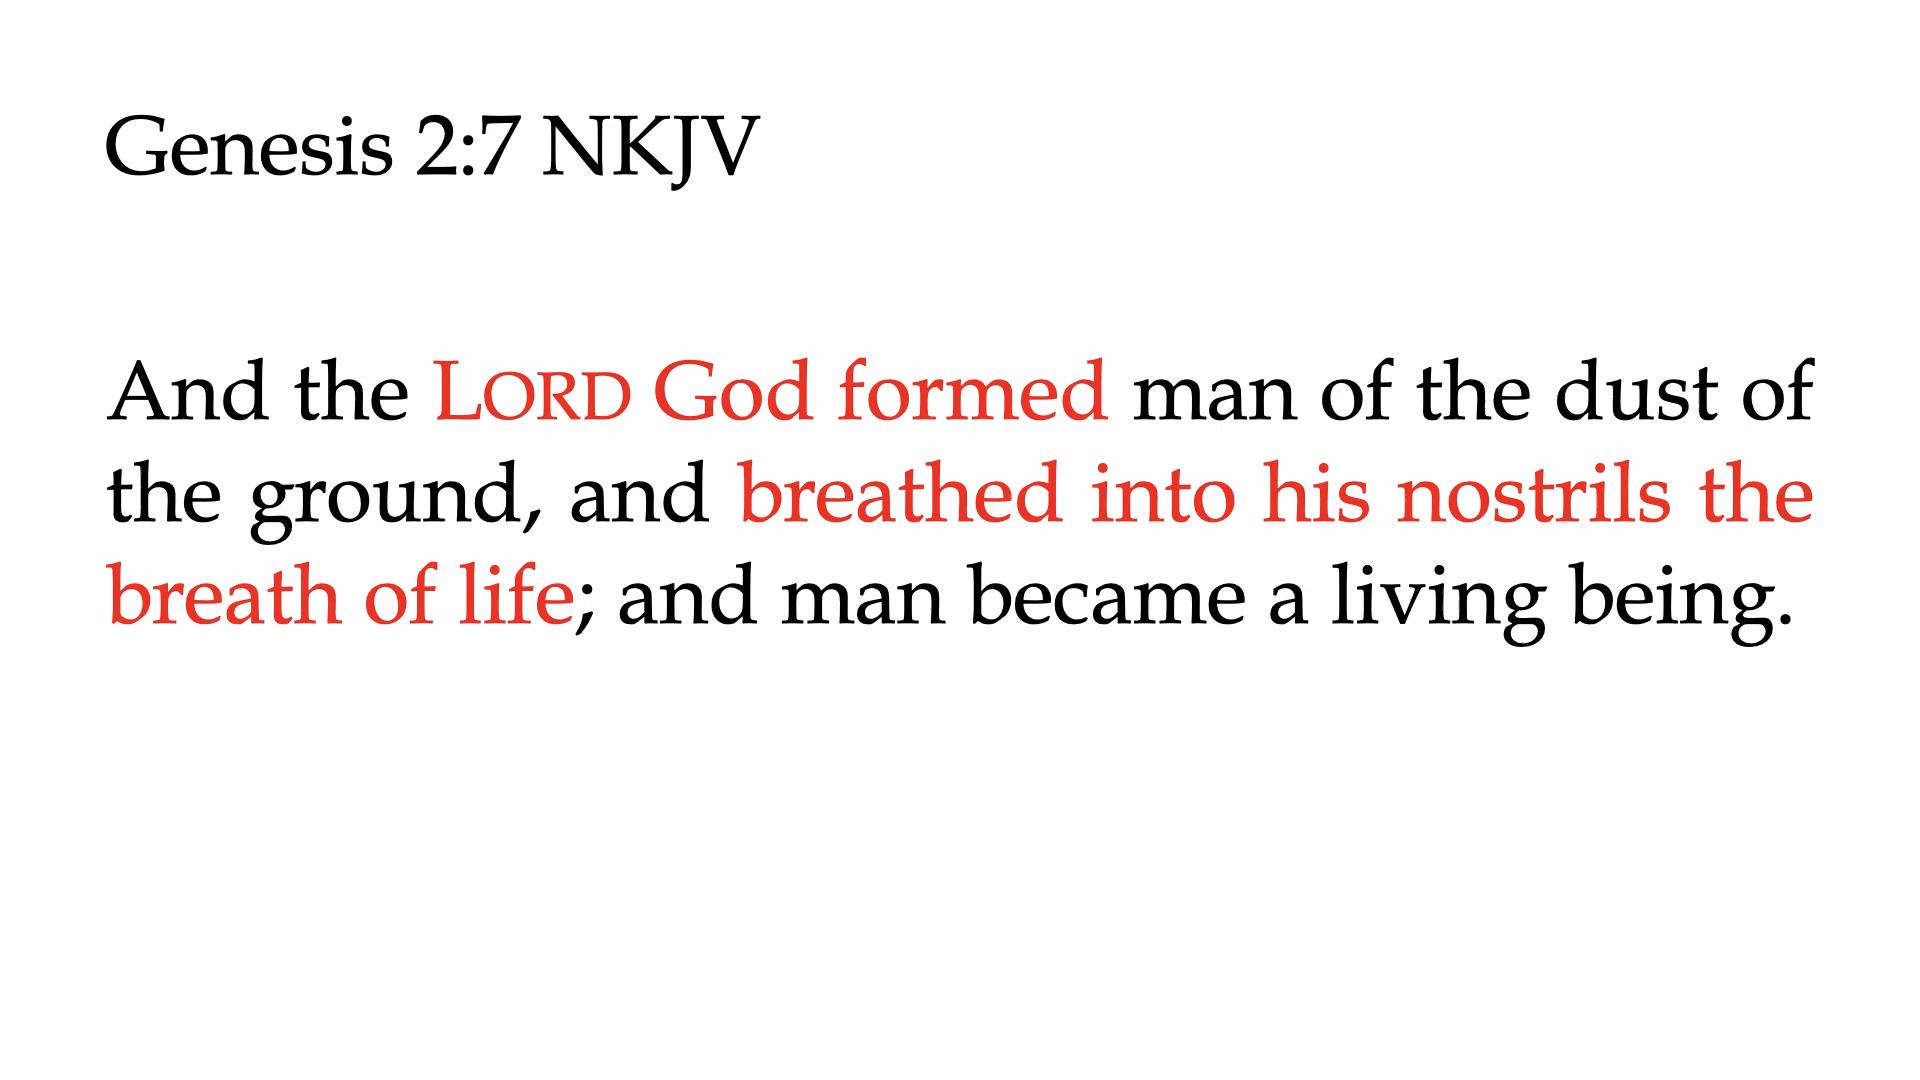 Genesis 2:7 NKJV
And the LORD God formed man of the dust of
the ground, and breathed into his nostrils the
breath of life; and man became a living being.